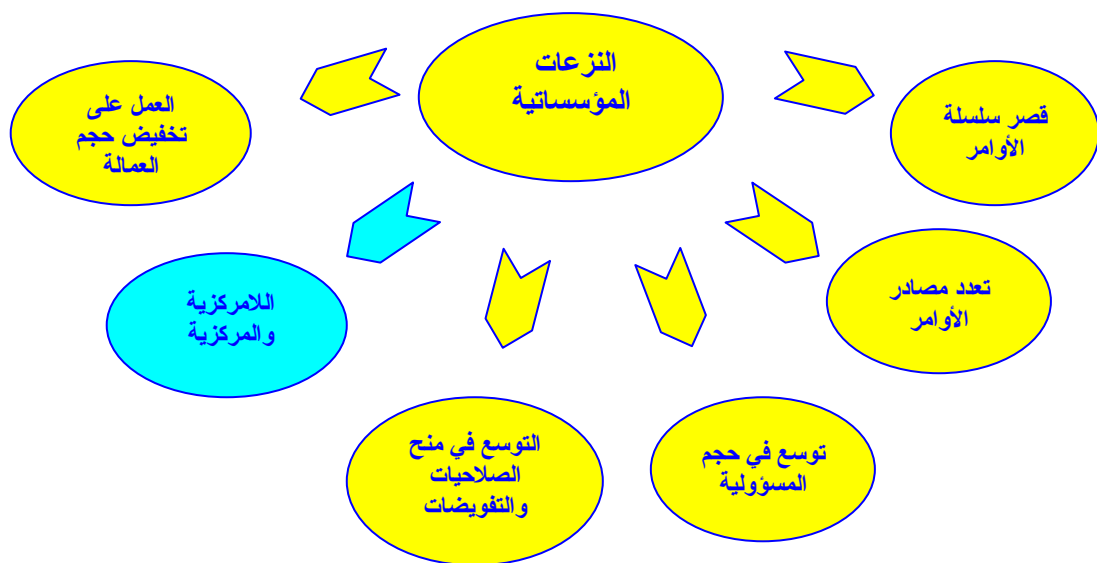 النزعات
المؤسساتية
قصر سلسلة
الأوامر
تعدد مصادر
الأوامر
توسع في حجم
المسؤولية
التوسع في منح
الصلاحيات
والتفويضات
اللامركزية
والمركزية
العمل على
تخفيض حجم
العمالة